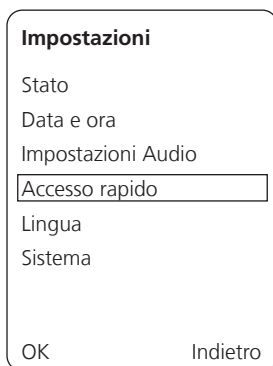 Impostazioni
Stato
Data e ora
Impostazioni Audio
Accesso rapido
Lingua
Sistema
OK Indietro